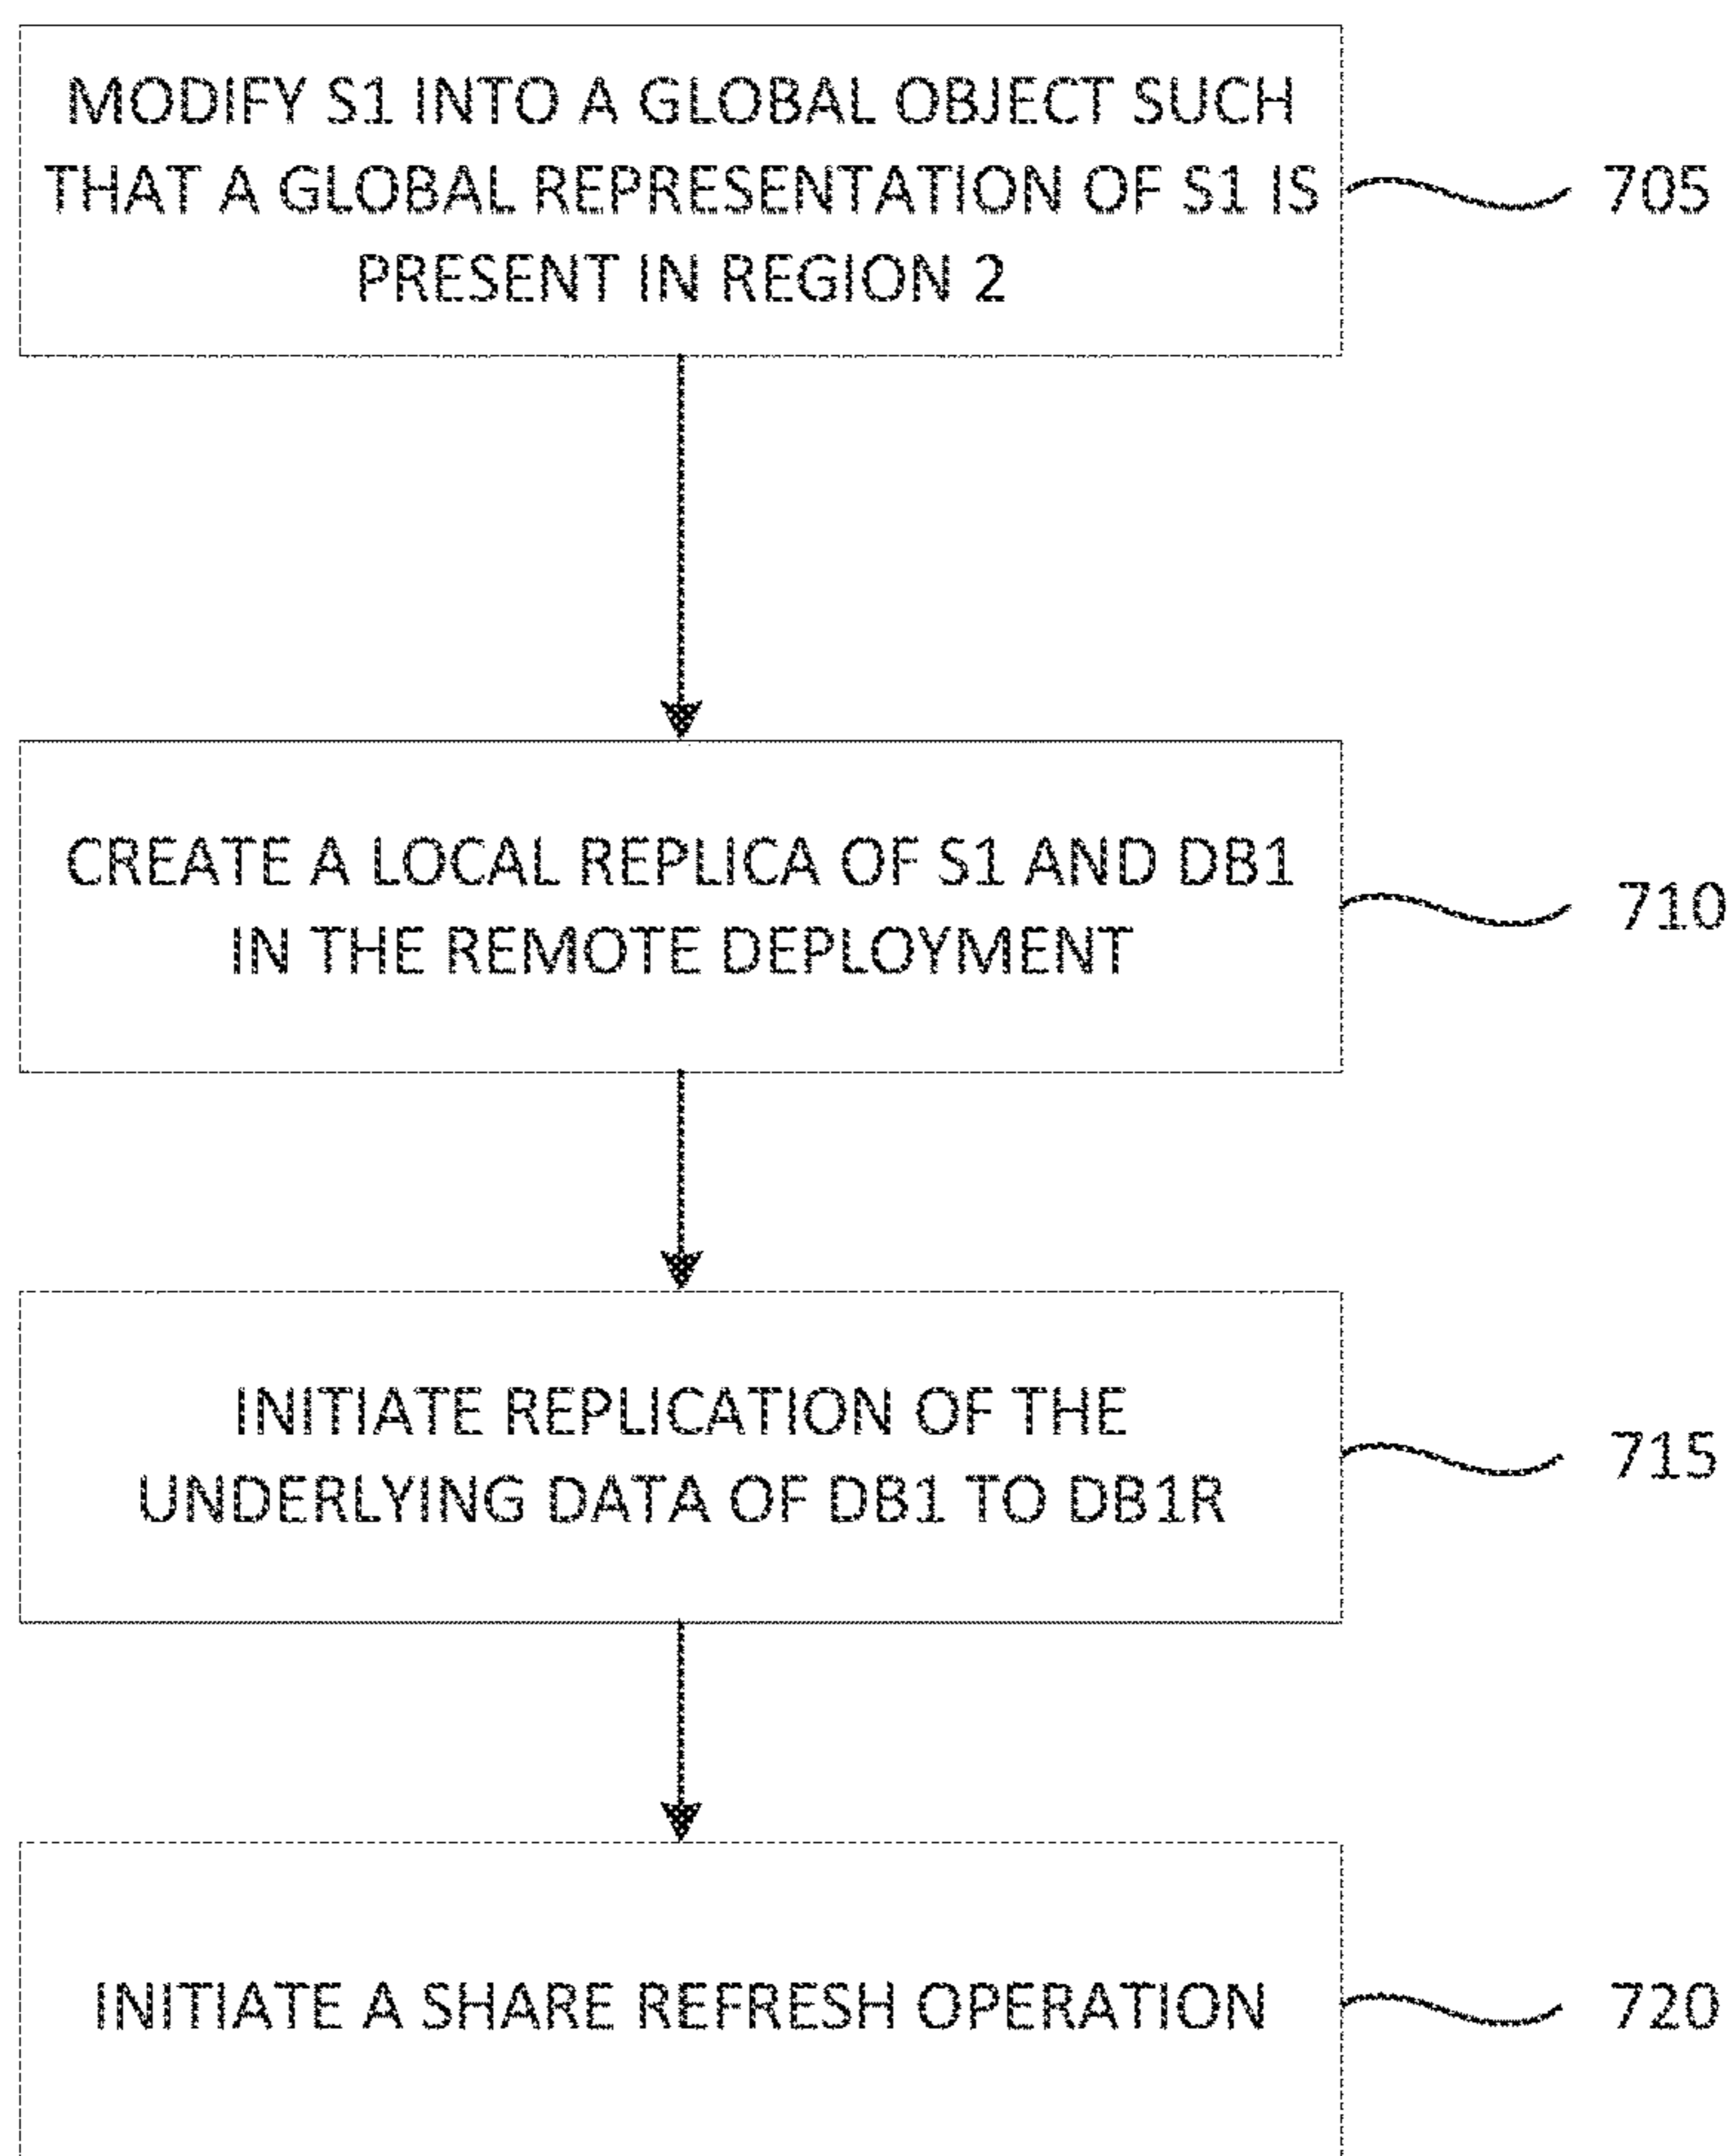 MODIFY S1 INTO A GLOBAL OBJECT SUCH
THAT A GLOBAL REPRESENTATION OF S1 IS
PRESENT IN REGION 2
705
CREATE A LOCAL REPLICA OF S1 AND DB1
IN THE REMOTE DEPLOYMENT
710
INITIATE REPLICATION OF THE
UNDERLYING DATA OF DB1 TO DB1R
715
INITIATE A SHARE REFRESH OPERATION
720